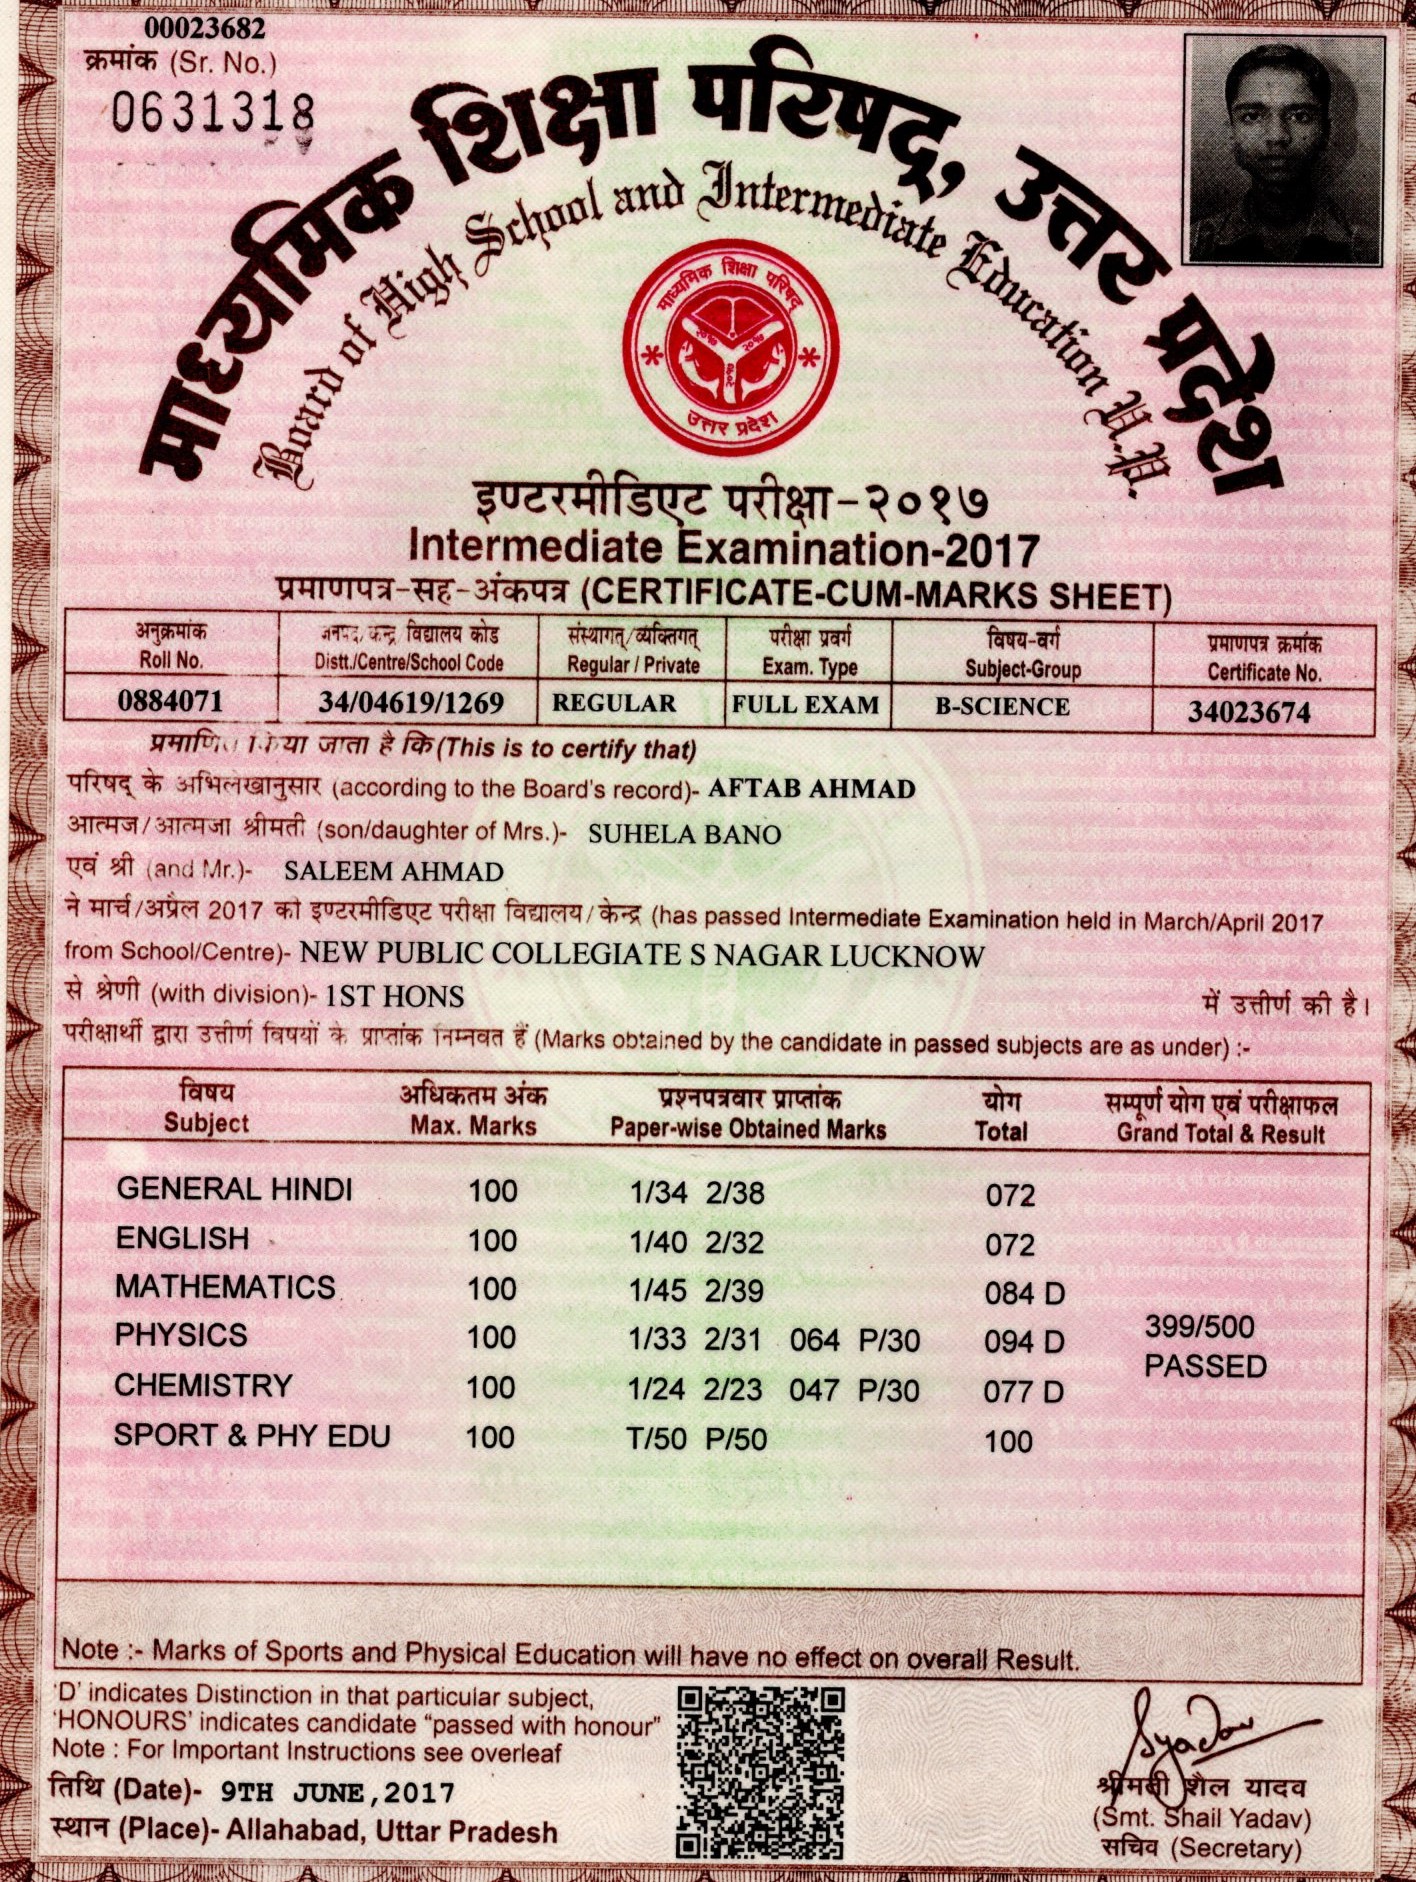 00023682
क्रमांक (Sr. No.)
0631318
माध्यमिक शिक्षा परिषद्, उत्तर प्रदेश
Board of High School and Intermediate Education U.P.
माध्यमिक शिक्षा परिषद्
२०१७ २०१७
२०१७
उत्तर प्रदेश
इण्टरमीडिएट परीक्षा-२०१७
Intermediate Examination-2017
प्रमाणपत्र-सह-अंकपत्र (CERTIFICATE-CUM-MARKS SHEET)
अनुक्रमांक जनपद/केन्द्र विद्यालय कोड संस्थागत्/व्यक्तिगत् परीक्षा प्रवर्ग विषय-वर्ग प्रमाणपत्र क्रमांक
Roll No. Distt./Centre/School Code Regular / Private Exam. Type Subject-Group Certificate No.
0884071 34/04619/1269 REGULAR FULL EXAM B-SCIENCE 34023674
प्रमाणित किया जाता है कि (This is to certify that)
परिषद् के अभिलेखानुसार (according to the Board's record)- AFTAB AHMAD
आत्मज/आत्मजा श्रीमती (son/daughter of Mrs.)- SUHELA BANO
एवं श्री (and Mr.)- SALEEM AHMAD
ने मार्च/अप्रैल 2017 की इण्टरमीडिएट परीक्षा विद्यालय/केन्द्र (has passed Intermediate Examination held in March/April 2017
from School/Centre)- NEW PUBLIC COLLEGIATE S NAGAR LUCKNOW
से श्रेणी (with division)- 1ST HONS में उत्तीर्ण की है।
परीक्षार्थी द्वारा उत्तीर्ण विषयों के प्राप्तांक निम्नवत हैं (Marks obtained by the candidate in passed subjects are as under) :-
विषय अधिकतम अंक प्रश्नपत्रवार प्राप्तांक योग सम्पूर्ण योग एवं परीक्षाफल
Subject Max. Marks Paper-wise Obtained Marks Total Grand Total & Result
GENERAL HINDI 100 1/34 2/38 072
ENGLISH 100 1/40 2/32 072
MATHEMATICS 100 1/45 2/39 084 D
PHYSICS 100 1/33 2/31 064 P/30 094 D 399/500
PASSED
CHEMISTRY 100 1/24 2/23 047 P/30 077 D
SPORT & PHY EDU 100 T/50 P/50 100
Note :- Marks of Sports and Physical Education will have no effect on overall Result.
'D' indicates Distinction in that particular subject,
'HONOURS' indicates candidate "passed with honour"
Note : For Important Instructions see overleaf
तिथि (Date)- 9TH JUNE,2017
स्थान (Place)- Allahabad, Uttar Pradesh
Syadav
श्रीमती शैल यादव
(Smt. Shail Yadav)
सचिव (Secretary)